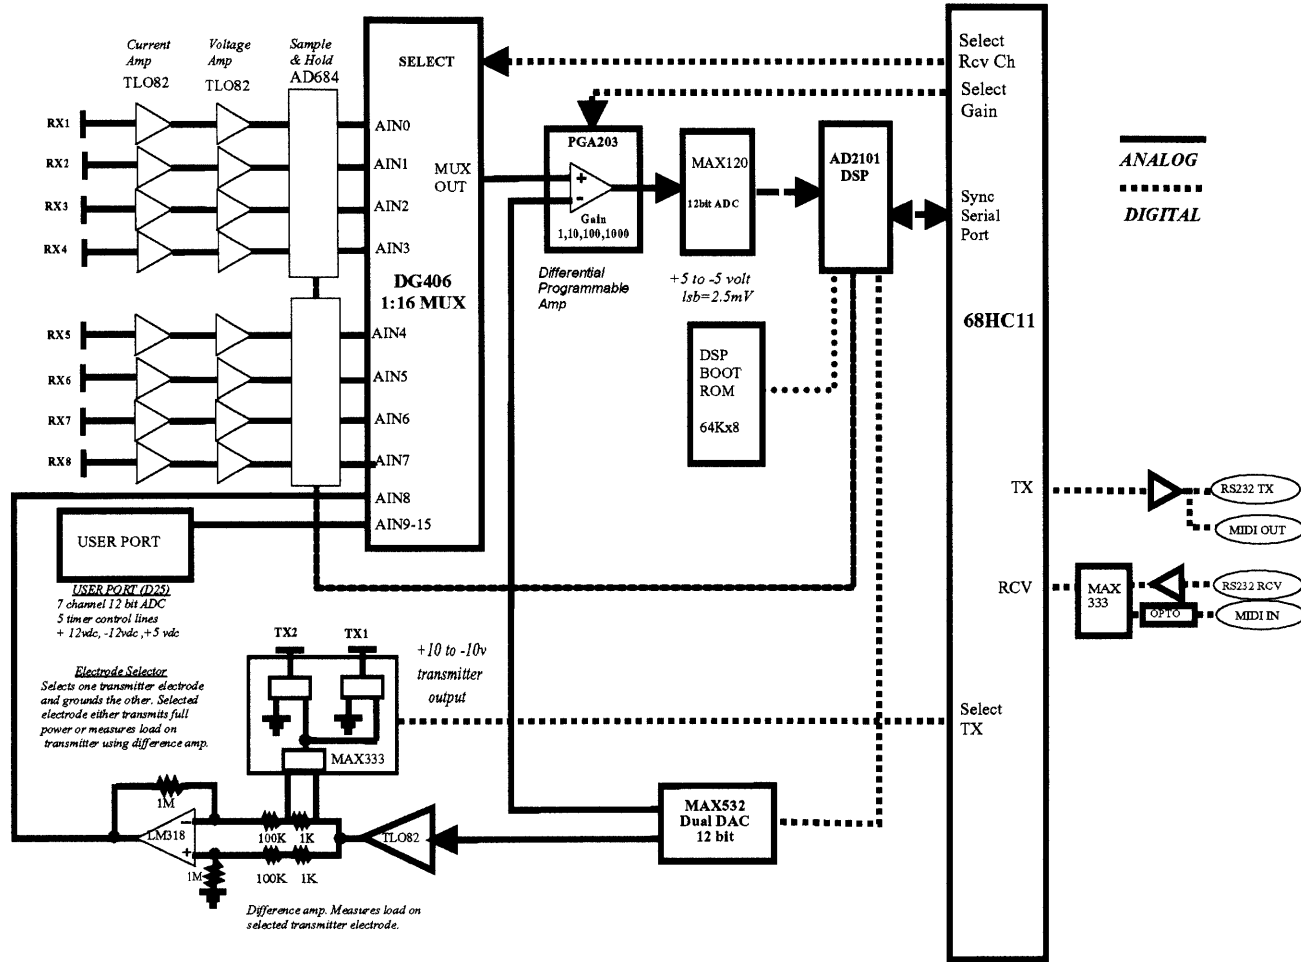 Current
Amp
TLO82
Voltage
Amp
TLO82
Sample
& Hold
AD684
SELECT
RX1
RX2
RX3
RX4
RX5
RX6
RX7
RX8
AIN0
AIN1
AIN2
AIN3
MUX
OUT
DG406
1:16 MUX
AIN4
AIN5
AIN6
AIN7
AIN8
AIN9-15
Select
Rcv Ch
Select
Gain
PGA203
+
-
Gain
1,10,100,1000
Differential
Programmable
Amp
MAX120
12bit ADC
+5 to -5 volt
lsb=2.5mV
AD2101
DSP
Sync
Serial
Port
68HC11
ANALOG
DIGITAL
DSP
BOOT
ROM
64Kx8
TX
RS232 TX
MIDI OUT
RCV
MAX
333
RS232 RCV
OPTO
MIDI IN
Select
TX
USER PORT
USER PORT (D25)
7 channel 12 bit ADC
5 timer control lines
+ 12vdc, -12vdc ,+5 vdc
Electrode Selector
Selects one transmitter electrode
and grounds the other. Selected
electrode either transmits full
power or measures load on
transmitter using difference amp.
TX2
TX1
+10 to -10v
transmitter
output
MAX333
1M
LM318
−
+
100K
1K
1M
100K
1K
TLO82
MAX532
Dual DAC
12 bit
Difference amp. Measures load on
selected transmitter electrode.